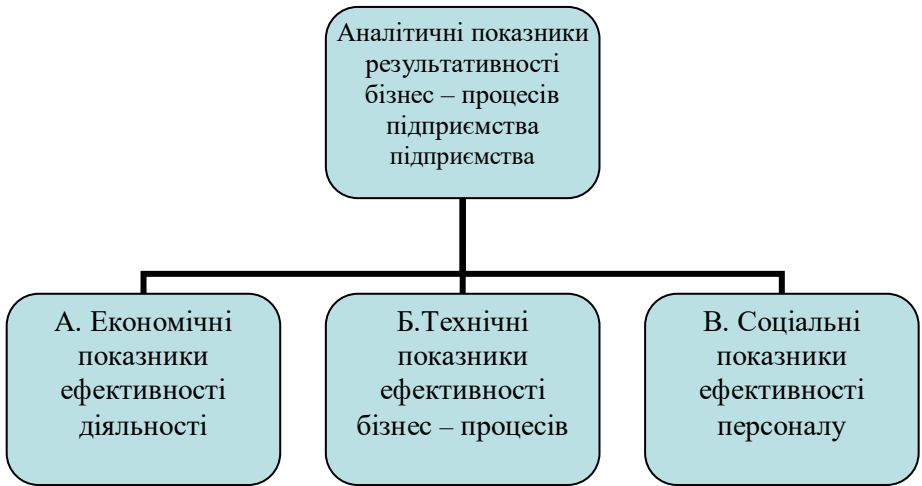 Аналітичні показники
результативності
бізнес – процесів
підприємства
підприємства
А. Економічні
показники
ефективності
діяльності
Б.Технічні
показники
ефективності
бізнес – процесів
В. Соціальні
показники
ефективності
персоналу